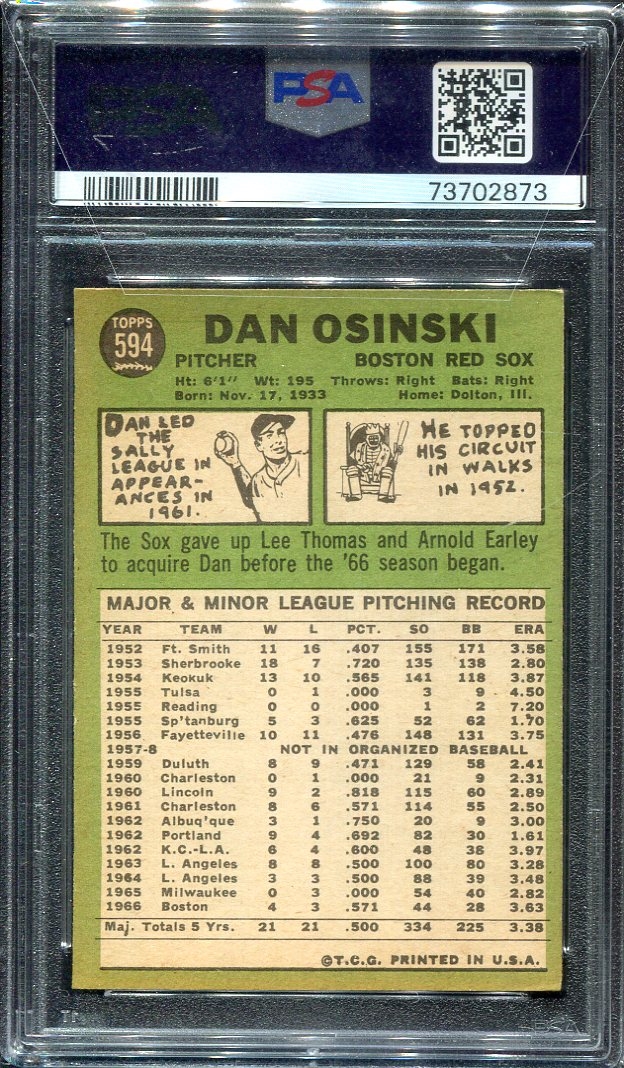 PSA
73702873
TOPPS
594
DAN OSINSKI
PITCHER BOSTON RED SOX
Ht: 6'1" Wt: 195 Throws: Right Bats: Right
Born: Nov. 17, 1933 Home: Dolton, Ill.
DAN LED
THE
SALLY
LEAGUE IN
APPEAR-
ANCES IN
1961.
HE TOPPED
HIS CIRCUIT
IN WALKS
IN 1952.
The Sox gave up Lee Thomas and Arnold Earley
to acquire Dan before the '66 season began.
MAJOR & MINOR LEAGUE PITCHING RECORD
YEAR TEAM W L PCT. SO BB ERA
1952 Ft. Smith 11 16 .407 155 171 3.58
1953 Sherbrooke 18 7 .720 135 138 2.80
1954 Keokuk 13 10 .565 141 118 3.87
1955 Tulsa 0 1 .000 3 9 4.50
1955 Reading 0 0 .000 1 2 7.20
1955 Sp'tanburg 5 3 .625 52 62 1.70
1956 Fayetteville 10 11 .476 148 131 3.75
1957-8 NOT IN ORGANIZED BASEBALL
1959 Duluth 8 9 .471 129 58 2.41
1960 Charleston 0 1 .000 21 9 2.31
1960 Lincoln 9 2 .818 115 60 2.89
1961 Charleston 8 6 .571 114 55 2.50
1962 Albuq'que 3 1 .750 20 9 3.00
1962 Portland 9 4 .692 82 30 1.61
1962 K.C.-L.A. 6 4 .600 48 38 3.97
1963 L. Angeles 8 8 .500 100 80 3.28
1964 L. Angeles 3 3 .500 88 39 3.48
1965 Milwaukee 0 3 .000 54 40 2.82
1966 Boston 4 3 .571 44 28 3.63
Maj. Totals 5 Yrs. 21 21 .500 334 225 3.38
©T.C.G. PRINTED IN U.S.A.
PSA